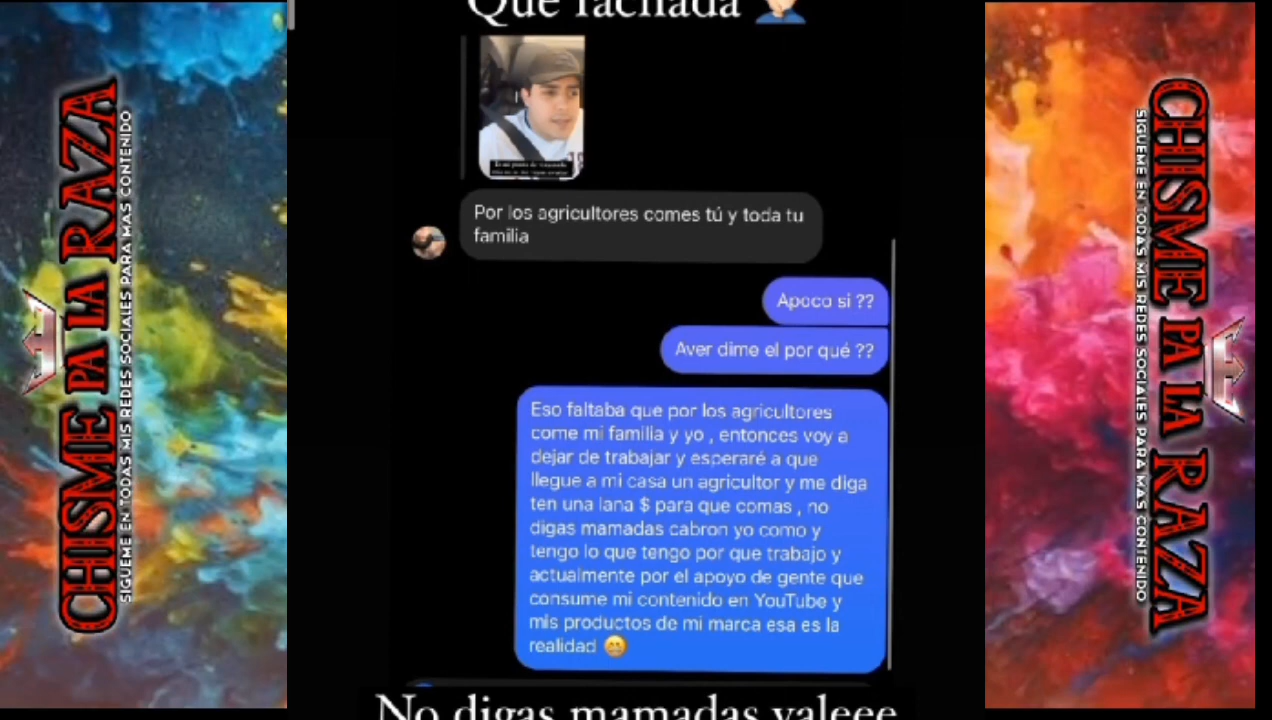 Que fachada
Por los agricultores comes tú y toda tu
familia
Apoco si ??
Aver dime el por qué ??
Eso faltaba que por los agricultores
come mi familia y yo , entonces voy a
dejar de trabajar y esperaré a que
llegue a mi casa un agricultor y me diga
ten una lana $ para que comas , no
digas mamadas cabron yo como y
tengo lo que tengo por que trabajo y
actualmente por el apoyo de gente que
consume mi contenido en YouTube y
mis productos de mi marca esa es la
realidad 😁
No digas mamadas valeee
CHISME PA LA RAZA
SIGUEME EN TODAS MIS REDES SOCIALES PARA MAS CONTENIDO
CHISME PA LA RAZA
SIGUEME EN TODAS MIS REDES SOCIALES PARA MAS CONTENIDO